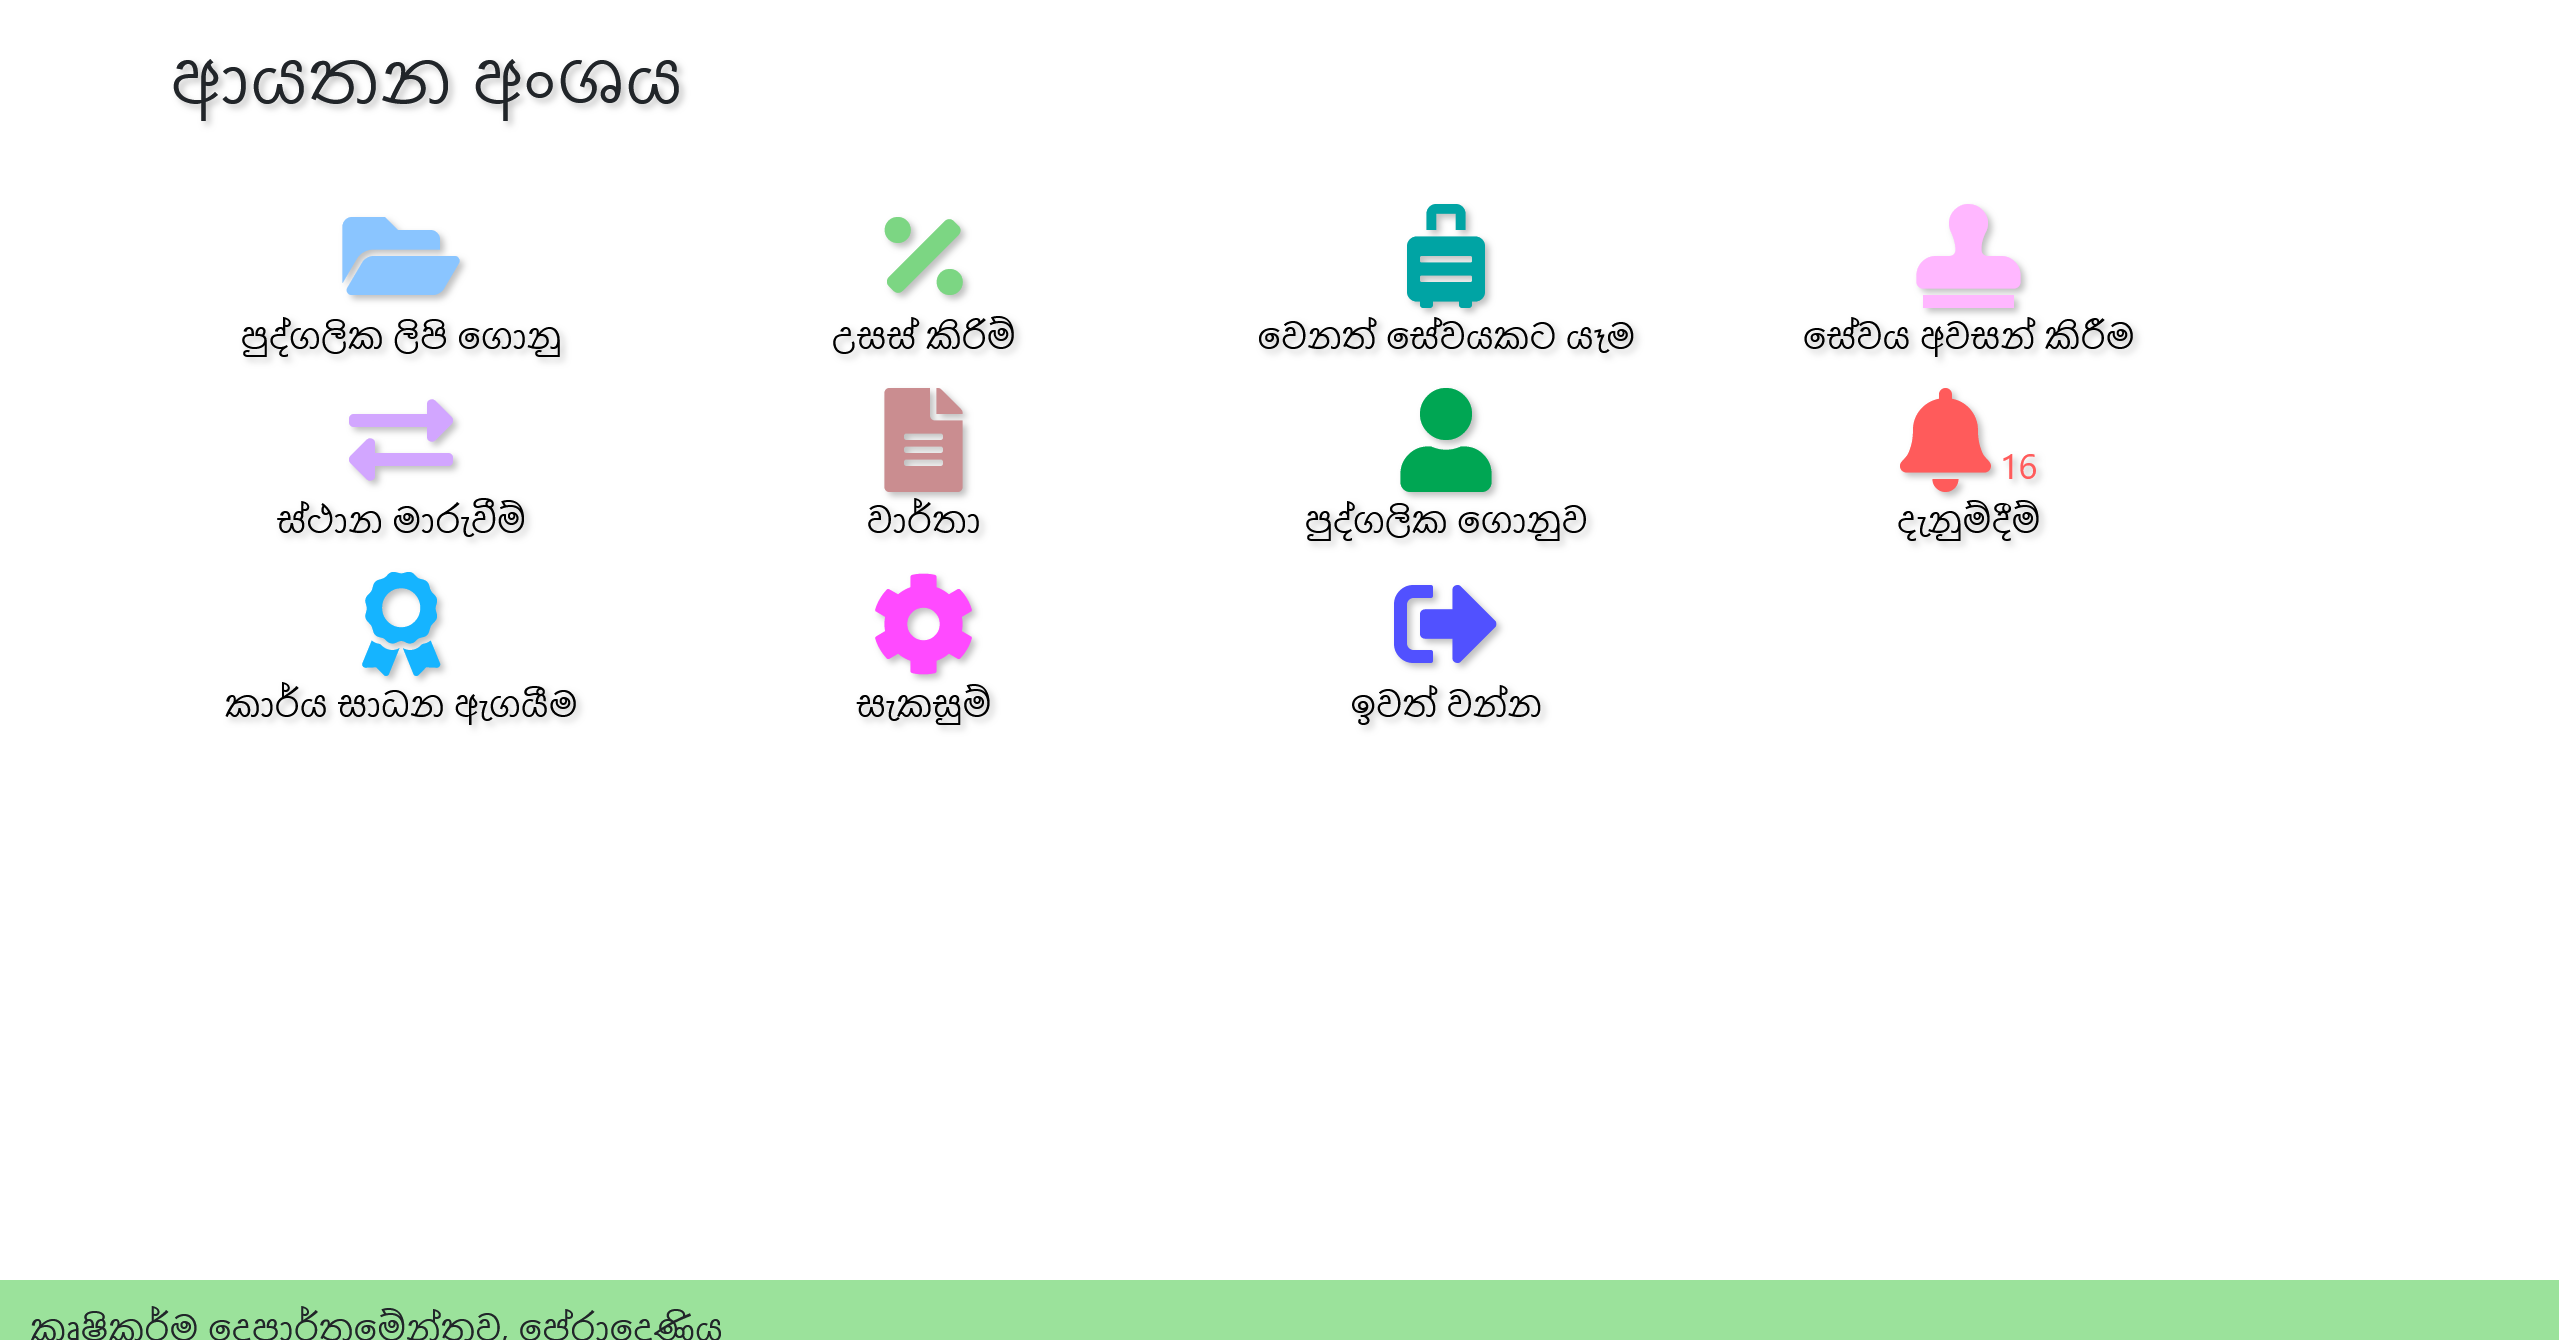 ආයතන අංශය
පුද්ගලික ලිපි ගොනු
උසස් කිරිම්
වෙනත් සේවයකට යෑම
සේවය අවසන් කිරීම
16
ස්ථාන මාරුවීම්
වාර්තා
පුද්ගලික ගොනුව
දැනුම්දීම්
කාර්ය සාධන ඇගයීම
සැකසුම්
ඉවත් වන්න
කෘෂිකර්ම දෙපාර්තමේන්තුව, පේරාදෙණිය